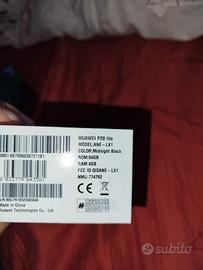 HUAWEI P20 lite
MODEL:ANE - LX1
COLOR:Midnight Black
ROM:64GB
RAM:4GB
FCC ID:QISANE - LX1
Made in China
Huawei Technologies Co., Ltd.
subito